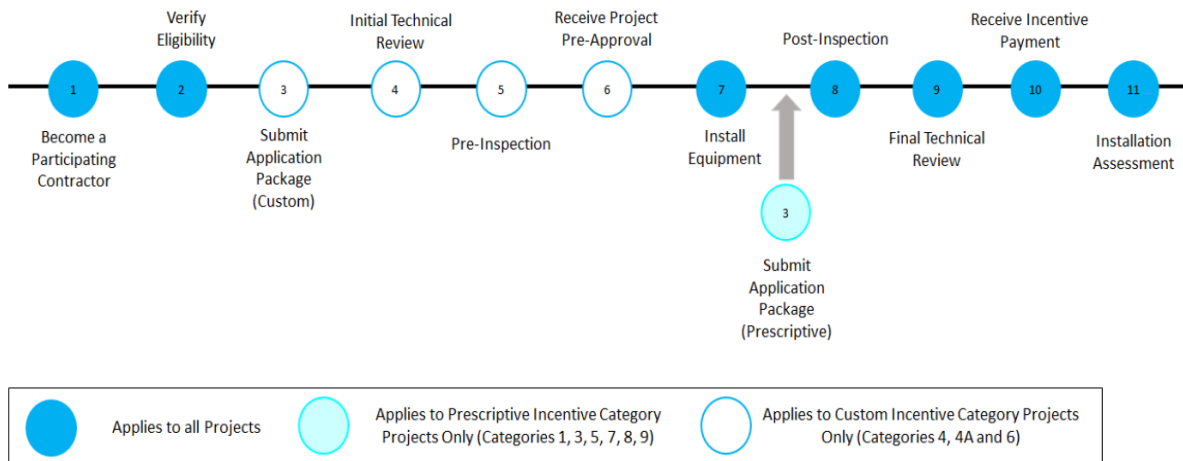 Verify
Eligibility
Initial Technical
Review
Receive Project
Pre-Approval
Post-Inspection
Receive Incentive
Payment
1
2
3
4
5
6
7
8
9
10
11
Become a
Participating
Contractor
Submit
Application
Package
(Custom)
Pre-Inspection
Install
Equipment
Final Technical
Review
Installation
Assessment
3
Submit
Application
Package
(Prescriptive)
Applies to all Projects
Applies to Prescriptive Incentive Category
Projects Only (Categories 1, 3, 5, 7, 8, 9)
Applies to Custom Incentive Category Projects
Only (Categories 4, 4A and 6)